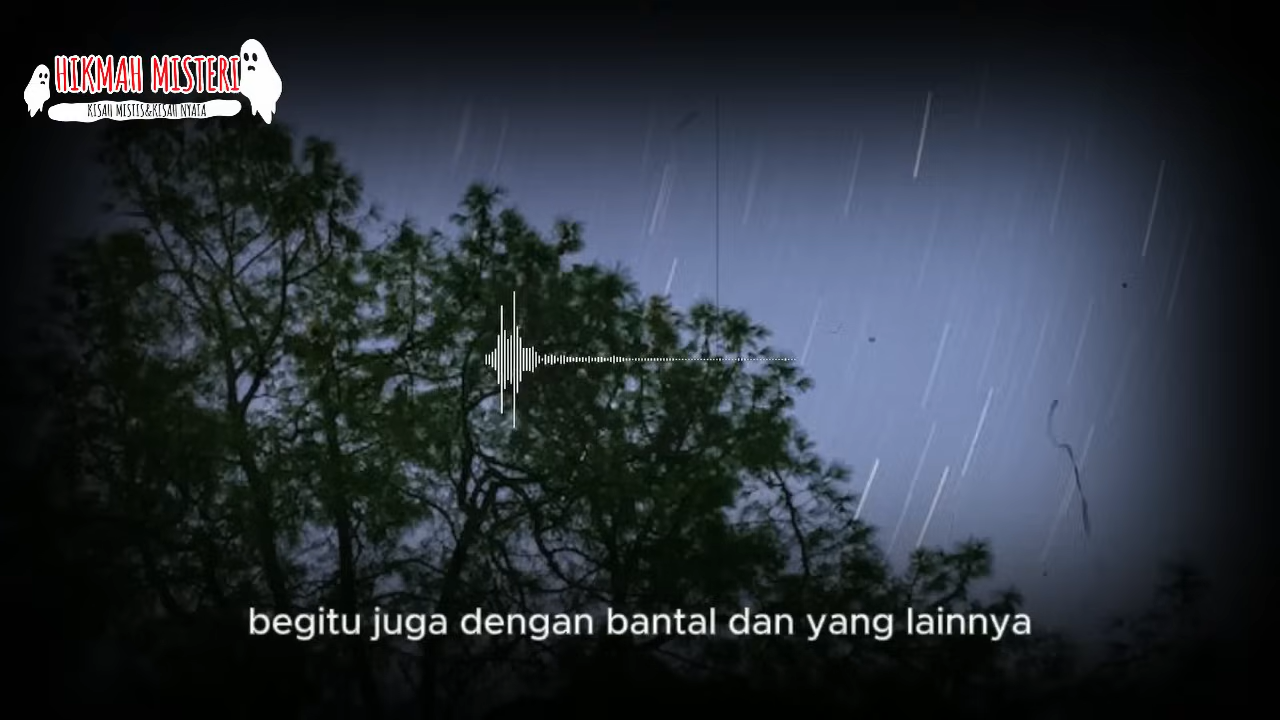 HIKMAH MISTERI
KISAH MISTIS&KISAH NYATA
begitu juga dengan bantal dan yang lainnya